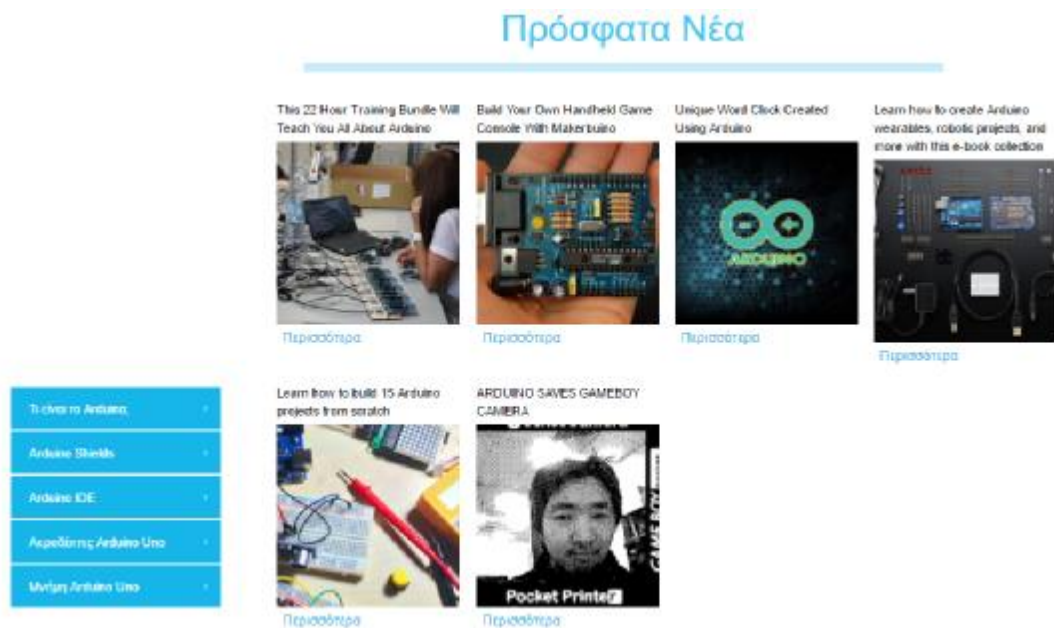 Πρόσφατα Νέα
This 22 Hour Training Bundle Will
Teach You All About Arduino
Build Your Own Handheld Game
Console With Makerbuino
Unique Word Clock Created
Using Arduino
Learn how to create Arduino
wearables, robotic projects, and
more with this e-book collection
ARDUINO
Περισσότερα
Περισσότερα
Περισσότερα
Περισσότερα
Τι είναι το Arduino;
Arduino Shields
Arduino IDE
Ακροδέκτες Arduino Uno
Μνήμη Arduino Uno
Learn how to build 15 Arduino
projects from scratch
ARDUINO SAVES GAMEBOY
CAMERA
GAME BOY
Pocket Printer
Περισσότερα
Περισσότερα